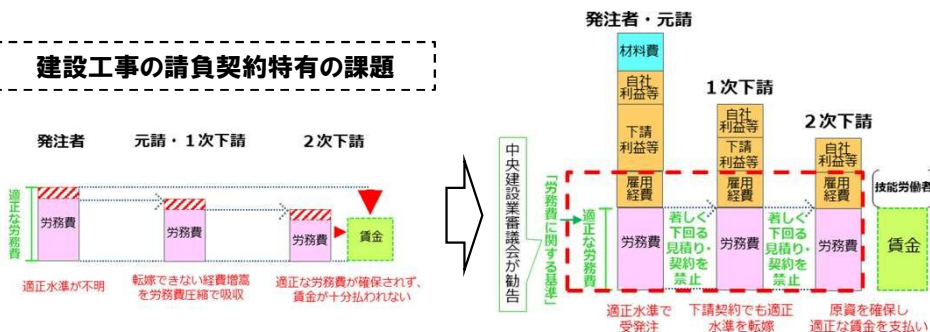 建設工事の請負契約特有の課題
発注者
元請・1次下請
2次下請
適正な労務費
労務費
労務費
労務費
賃金
適正水準が不明
転嫁できない経費増嵩
を労務費圧縮で吸収
適正な労務費が確保されず、
賃金が十分払われない
発注者・元請
1次下請
2次下請
材料費
自社
利益等
下請
利益等
雇用
経費
労務費
自社
利益等
下請
利益等
雇用
経費
労務費
自社
利益等
雇用
経費
労務費
技能労働者
賃金
中央建設業審議会が勧告
「労務費に関する基準」
適正な労務費
著しく
下回る
見積り・
契約を
禁止
著しく
下回る
見積り・
契約を
禁止
適正水準で
受発注
下請契約でも適正
水準を転嫁
原資を確保し
適正な賃金を支払い